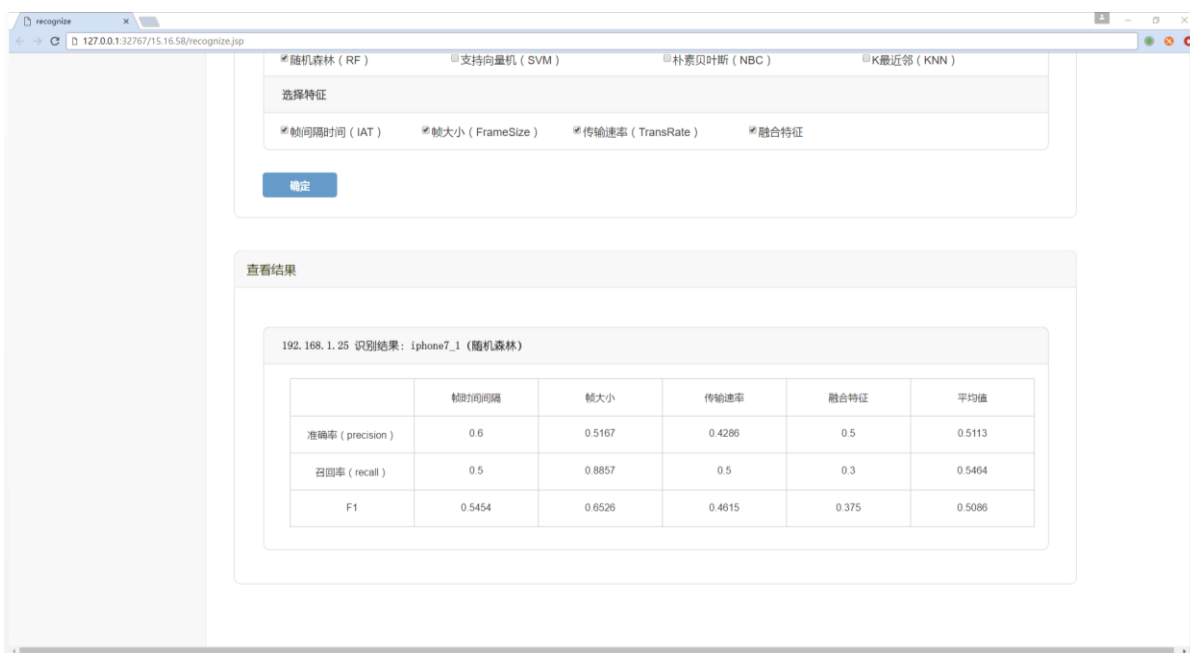 recognize
127.0.0.1:32767/15.16.58/recognize.jsp
随机森林（RF） 支持向量机（SVM） 朴素贝叶斯（NBC） K最近邻（KNN）
选择特征
帧间隔时间（IAT） 帧大小（FrameSize） 传输速率（TransRate） 融合特征
确定
查看结果
192.168.1.25 识别结果: iphone7_1 (随机森林)
帧时间间隔 帧大小 传输速率 融合特征 平均值
准确率（precision） 0.6 0.5167 0.4286 0.5 0.5113
召回率（recall） 0.5 0.8857 0.5 0.3 0.5464
F1 0.5454 0.6526 0.4615 0.375 0.5086